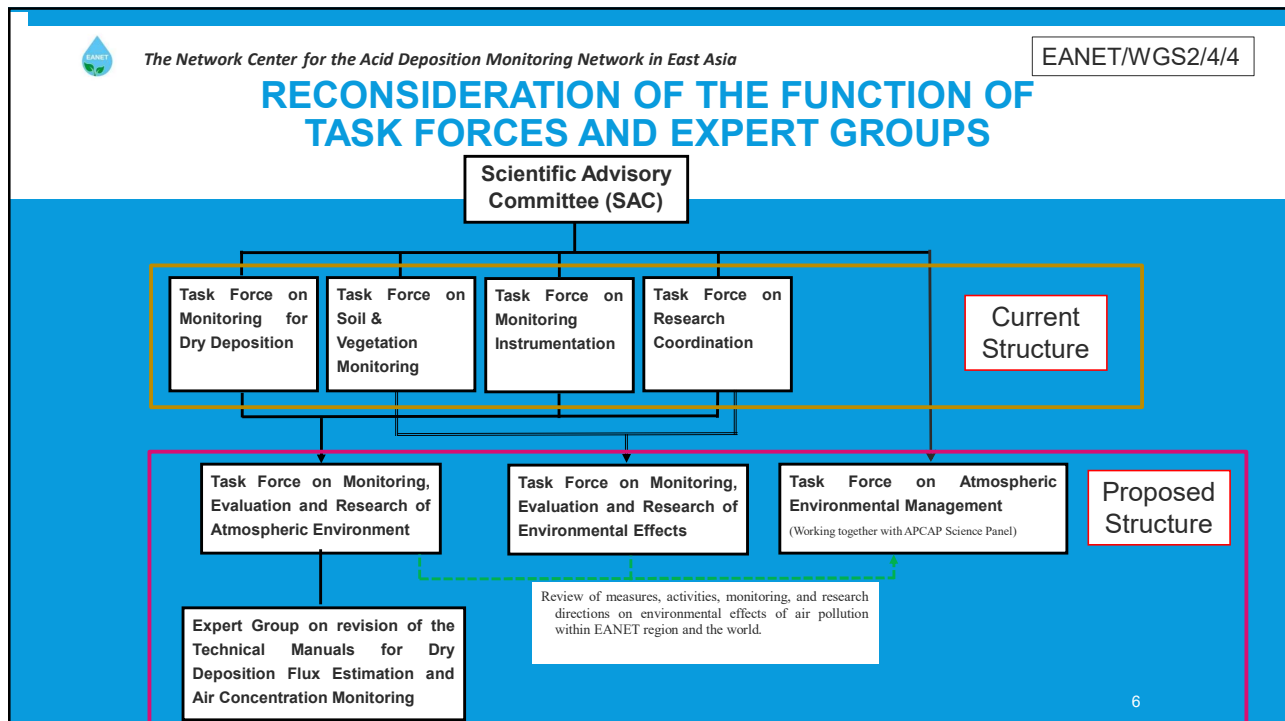 EANET
The Network Center for the Acid Deposition Monitoring Network in East Asia
EANET/WGS2/4/4
RECONSIDERATION OF THE FUNCTION OF
TASK FORCES AND EXPERT GROUPS
Scientific Advisory
Committee (SAC)
Task Force on
Monitoring for
Dry Deposition
Task Force on
Soil &
Vegetation
Monitoring
Task Force on
Monitoring
Instrumentation
Task Force on
Research
Coordination
Current
Structure
Task Force on Monitoring,
Evaluation and Research of
Atmospheric Environment
Task Force on Monitoring,
Evaluation and Research of
Environmental Effects
Task Force on Atmospheric
Environmental Management
(Working together with APCAP Science Panel)
Proposed
Structure
Review of measures, activities, monitoring, and research
directions on environmental effects of air pollution
within EANET region and the world.
Expert Group on revision of the
Technical Manuals for Dry
Deposition Flux Estimation and
Air Concentration Monitoring
6